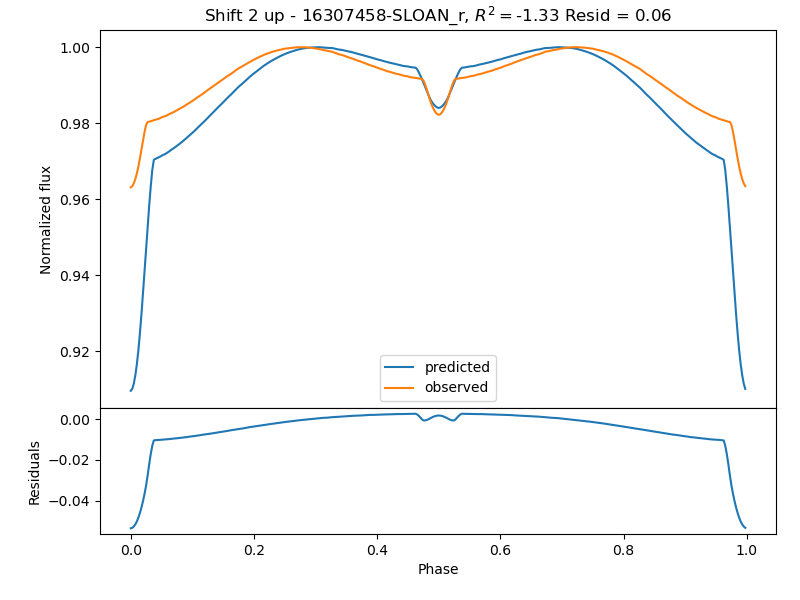 Shift 2 up - 16307458-SLOAN_r, R² = -1.33 Resid = 0.06
Normalized flux
1.00
0.98
0.96
0.94
0.92
predicted
observed
Residuals
0.00
−0.02
−0.04
0.0 0.2 0.4 0.6 0.8 1.0
Phase